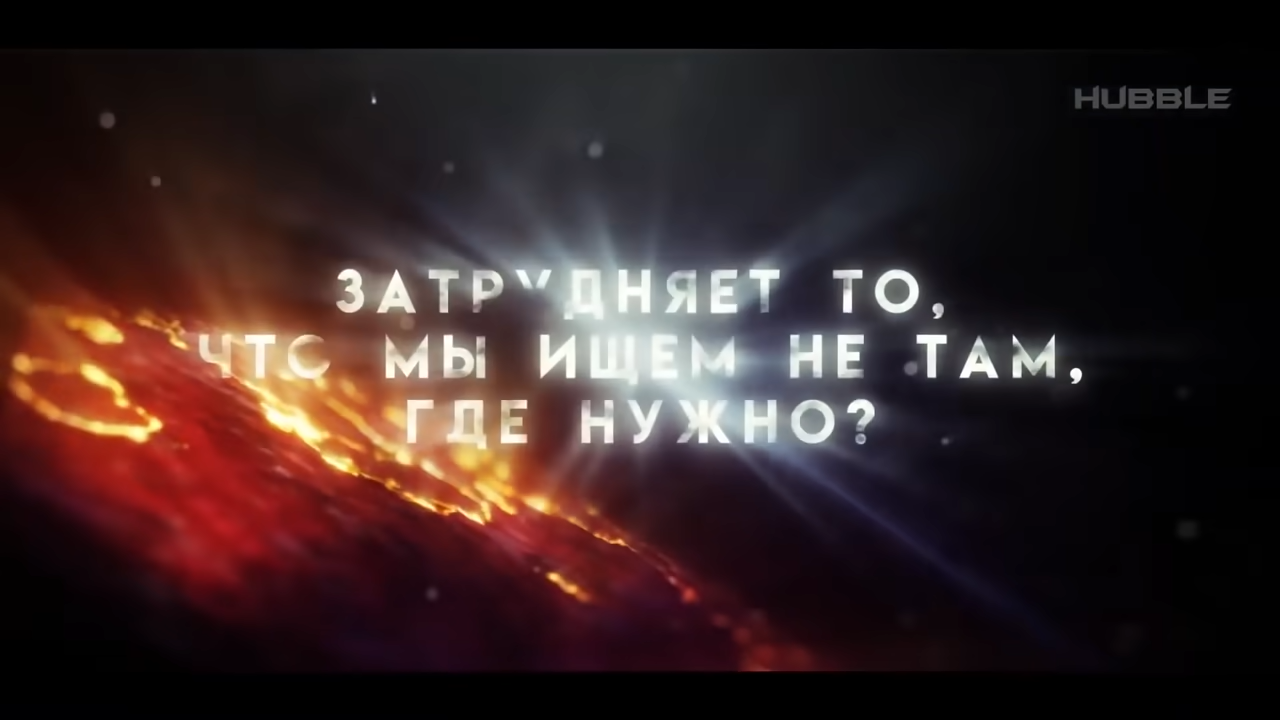 HUBBLE
ЗАТРУДНЯЕТ ТО,
ЧТО МЫ ИЩЕМ НЕ ТАМ,
ГДЕ НУЖНО?